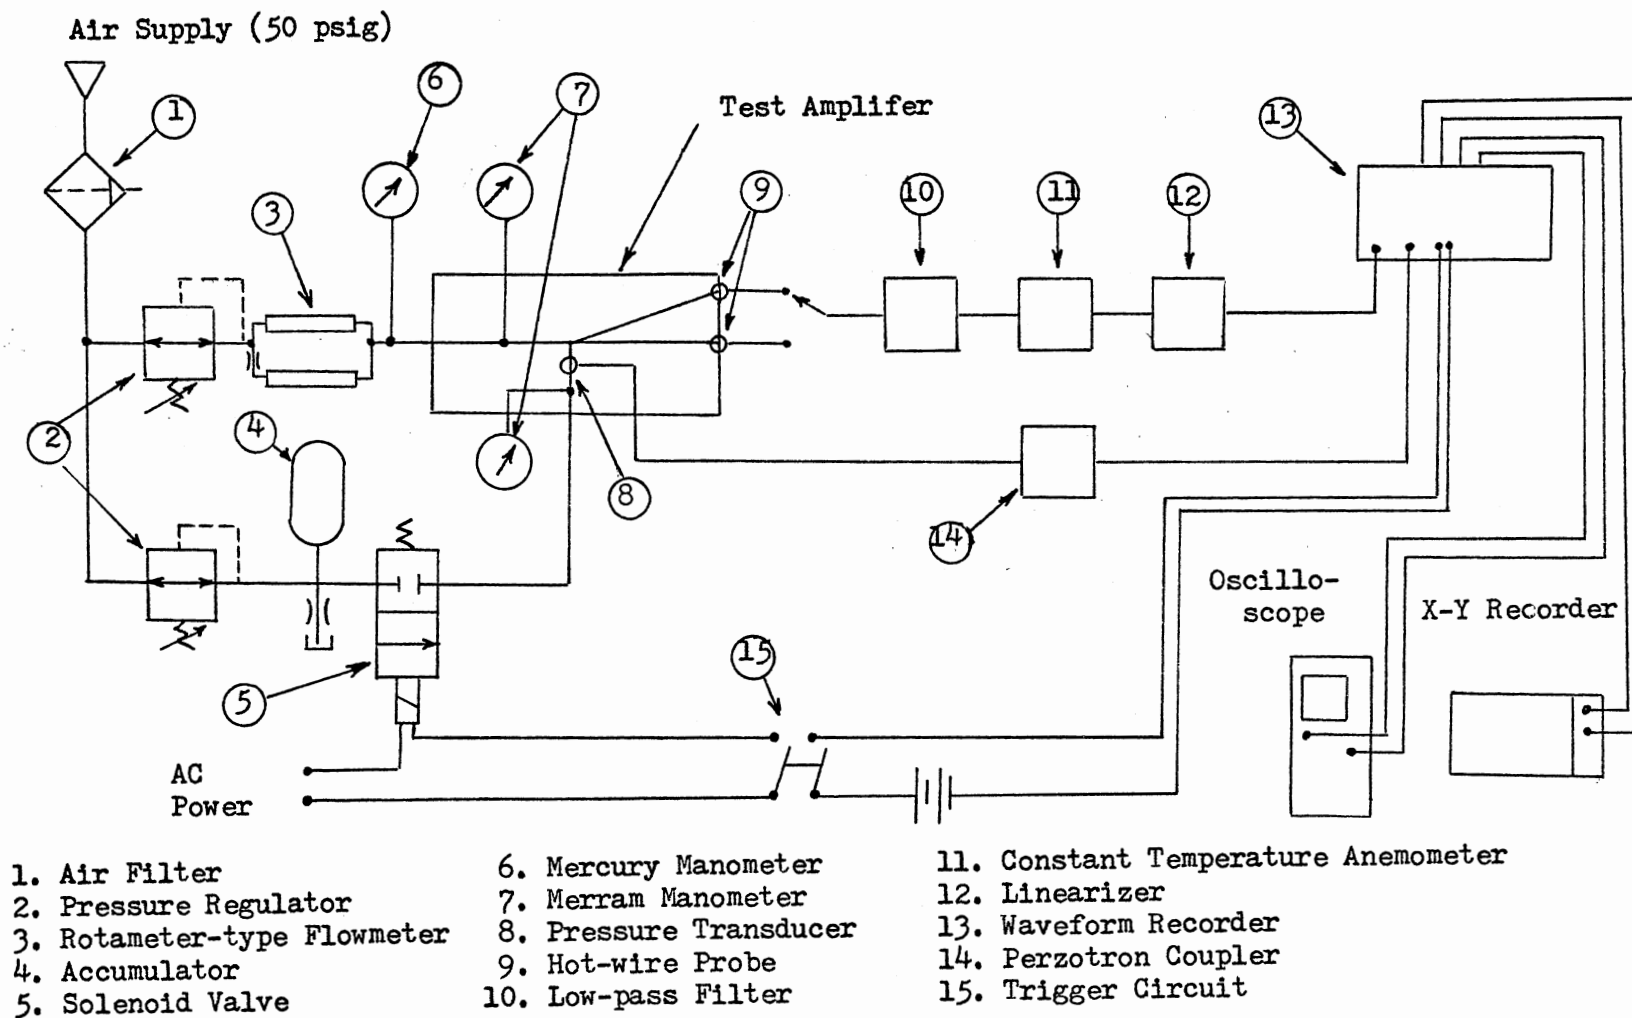 Air Supply (50 psig)
6
7
1
Test Amplifer
13
3
9
10
11
12
2
4
8
14
Oscillo-
scope
X-Y Recorder
15
5
AC
Power
1. Air Filter
2. Pressure Regulator
3. Rotameter-type Flowmeter
4. Accumulator
5. Solenoid Valve
6. Mercury Manometer
7. Merram Manometer
8. Pressure Transducer
9. Hot-wire Probe
10. Low-pass Filter
11. Constant Temperature Anemometer
12. Linearizer
13. Waveform Recorder
14. Perzotron Coupler
15. Trigger Circuit